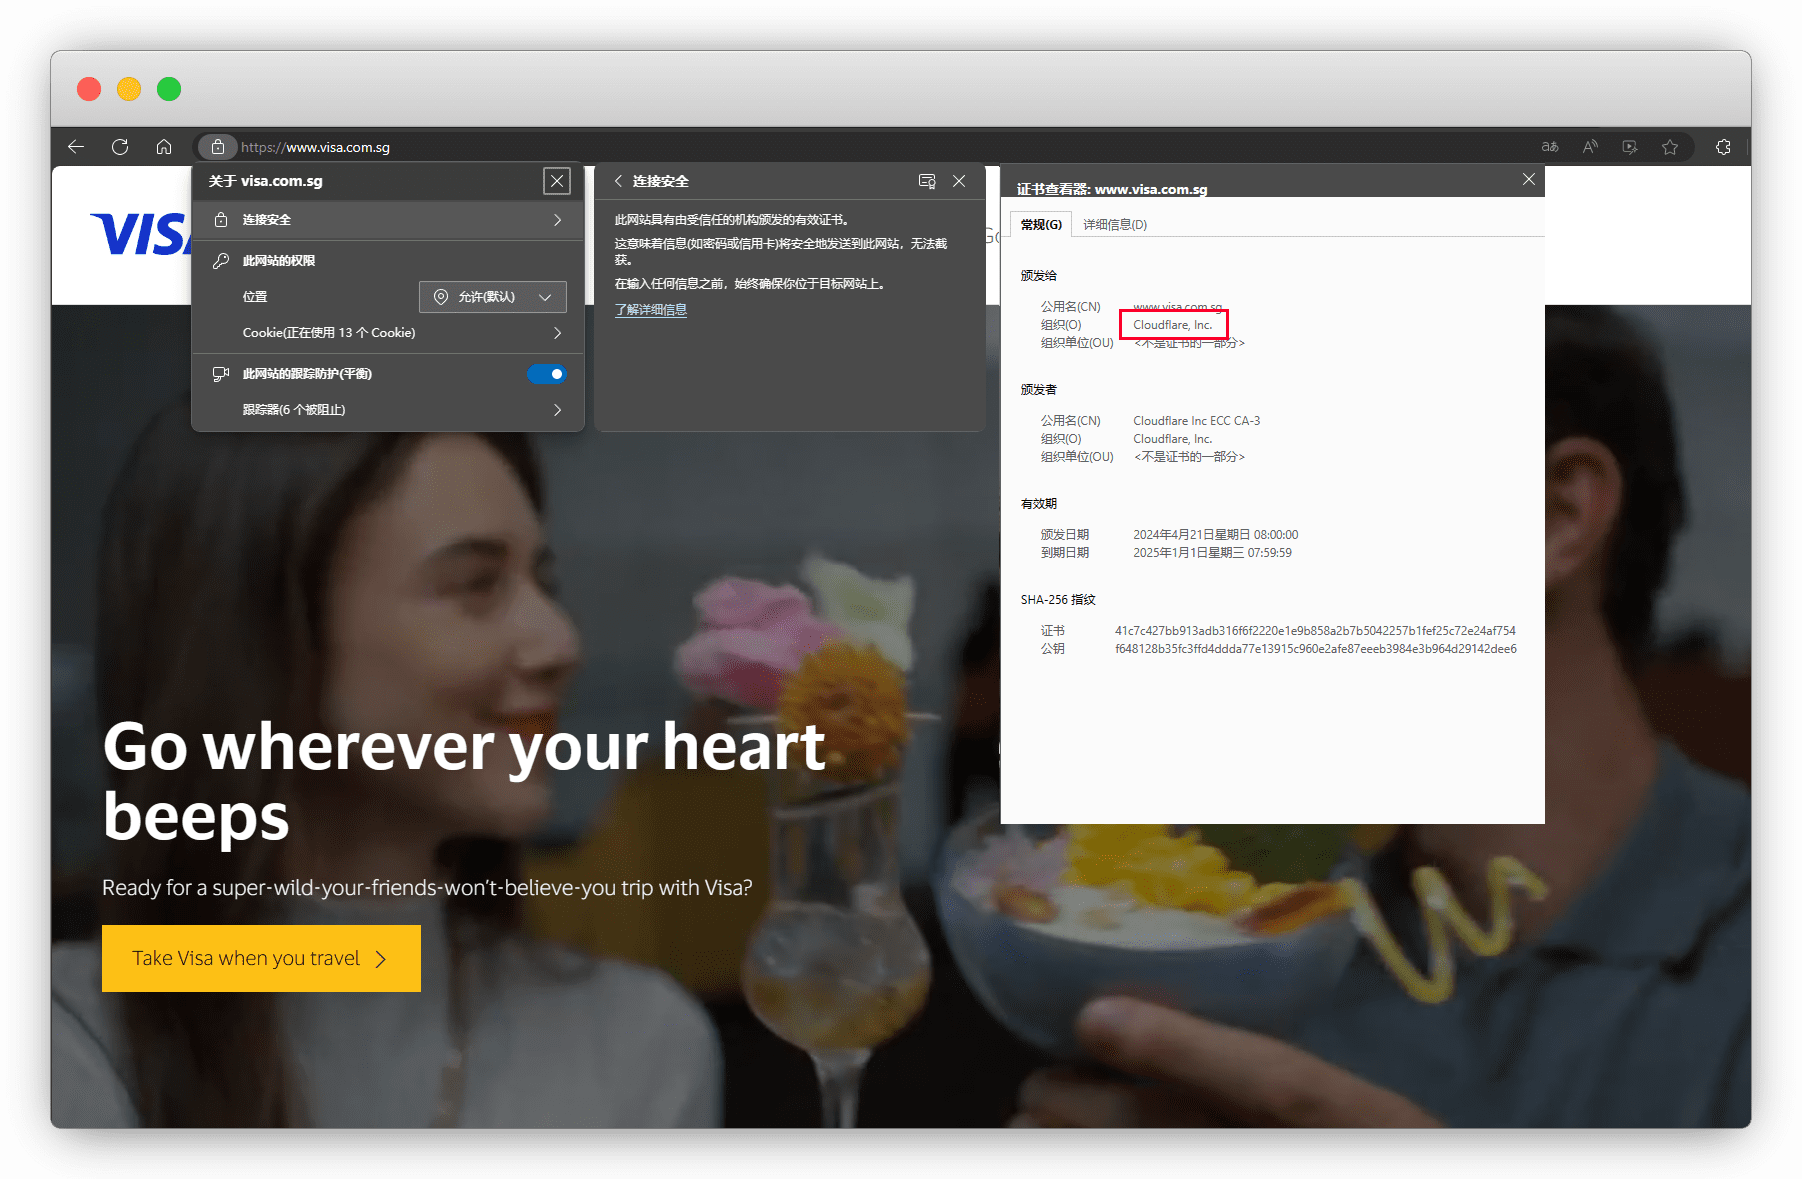 https://www.visa.com.sg
关于 visa.com.sg
连接安全
此网站的权限
位置
允许(默认)
Cookie(正在使用 13 个 Cookie)
此网站的跟踪防护(平衡)
跟踪器(6 个被阻止)
连接安全
此网站具有由受信任的机构颁发的有效证书。
这意味着信息(如密码或信用卡)将安全地发送到此网站，无法截
获。
在输入任何信息之前，始终确保你位于目标网站上。
了解详细信息
证书查看器: www.visa.com.sg
常规(G)
详细信息(D)
颁发给
公用名(CN) www.visa.com.sg
组织(O) Cloudflare, Inc.
组织单位(OU) <不是证书的一部分>
颁发者
公用名(CN) Cloudflare Inc ECC CA-3
组织(O) Cloudflare, Inc.
组织单位(OU) <不是证书的一部分>
有效期
颁发日期 2024年4月21日星期日 08:00:00
到期日期 2025年1月1日星期三 07:59:59
SHA-256 指纹
证书 41c7c427bb913adb316f6f2220e1e9b858a2b7b5042257b1fef25c72e24af754
公钥 f648128b35fc3ffd4ddda77e13915c960e2afe87eeeb3984e3b964d29142dee6
VISA
Go wherever your heart
beeps
Ready for a super-wild-your-friends-won't-believe-you trip with Visa?
Take Visa when you travel